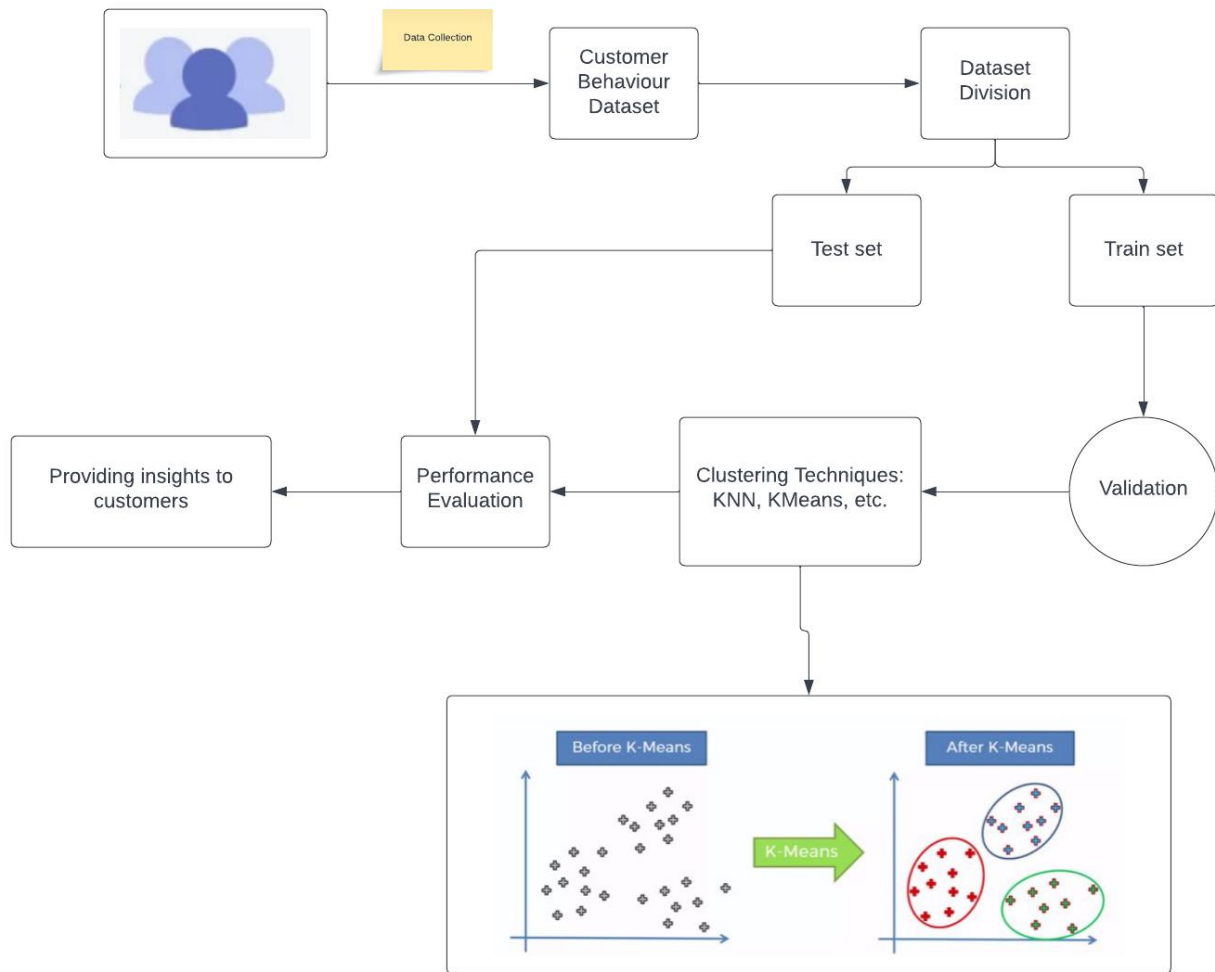 Data Collection
Customer
Behaviour
Dataset
Dataset
Division
Test set
Train set
Providing insights to
customers
Performance
Evaluation
Clustering Techniques:
KNN, KMeans, etc.
Validation
Before K-Means
After K-Means
K-Means